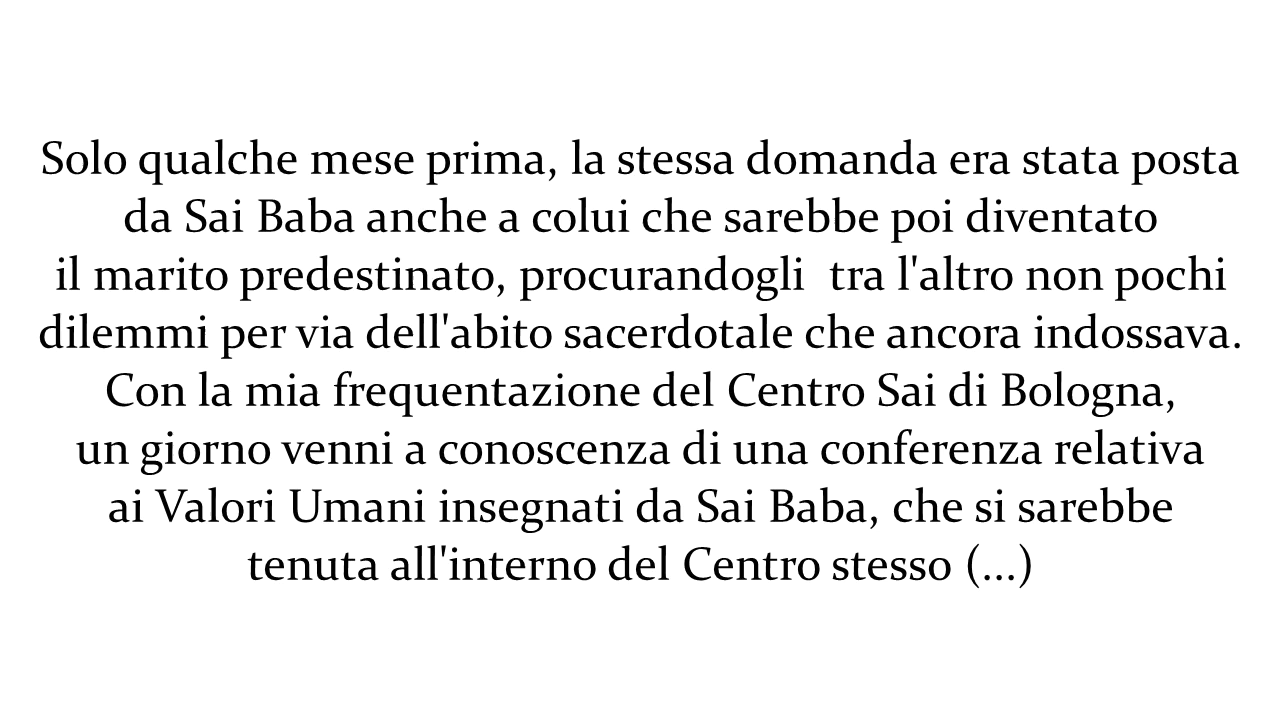 Solo qualche mese prima, la stessa domanda era stata posta
da Sai Baba anche a colui che sarebbe poi diventato
il marito predestinato, procurandogli  tra l'altro non pochi
dilemmi per via dell'abito sacerdotale che ancora indossava.
Con la mia frequentazione del Centro Sai di Bologna,
un giorno venni a conoscenza di una conferenza relativa
ai Valori Umani insegnati da Sai Baba, che si sarebbe
tenuta all'interno del Centro stesso (...)